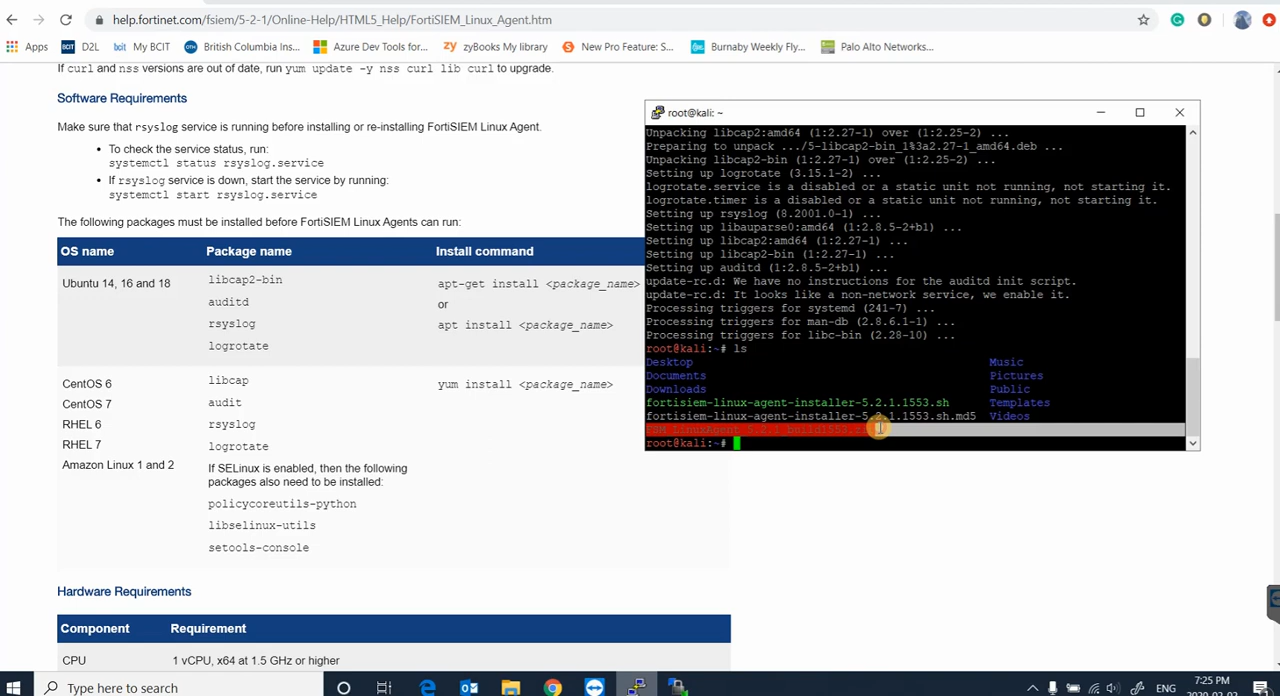 help.fortinet.com/fsiem/5-2-1/Online-Help/HTML5_Help/FortiSIEM_Linux_Agent.htm
Apps D2L My BCIT British Columbia Ins... Azure Dev Tools for... zyBooks My library New Pro Feature: S... Burnaby Weekly Fly... Palo Alto Networks...
If curl and nss versions are out of date, run yum update -y nss curl lib curl to upgrade.
Software Requirements
Make sure that rsyslog service is running before installing or re-installing FortiSIEM Linux Agent.
• To check the service status, run:
systemctl status rsyslog.service
• If rsyslog service is down, start the service by running:
systemctl start rsyslog.service
The following packages must be installed before FortiSIEM Linux Agents can run:
OS name Package name Install command
Ubuntu 14, 16 and 18 libcap2-bin apt-get install <package_name>
auditd or
rsyslog apt install <package_name>
logrotate
CentOS 6 libcap yum install <package_name>
CentOS 7 audit
RHEL 6 rsyslog
RHEL 7 logrotate
Amazon Linux 1 and 2 If SELinux is enabled, then the following
packages also need to be installed:
policycoreutils-python
libselinux-utils
setools-console
Hardware Requirements
Component Requirement
CPU 1 vCPU, x64 at 1.5 GHz or higher
root@kali: ~
Unpacking libcap2:amd64 (1:2.27-1) over (1:2.25-2) ...
Preparing to unpack .../5-libcap2-bin_1%3a2.27-1_amd64.deb ...
Unpacking libcap2-bin (1:2.27-1) over (1:2.25-2) ...
Setting up logrotate (3.15.1-2) ...
logrotate.service is a disabled or a static unit not running, not starting it.
logrotate.timer is a disabled or a static unit not running, not starting it.
Setting up rsyslog (8.2001.0-1) ...
Setting up libauparse0:amd64 (1:2.8.5-2+b1) ...
Setting up libcap2:amd64 (1:2.27-1) ...
Setting up libcap2-bin (1:2.27-1) ...
Setting up auditd (1:2.8.5-2+b1) ...
update-rc.d: We have no instructions for the auditd init script.
update-rc.d: It looks like a non-network service, we enable it.
Processing triggers for systemd (241-7) ...
Processing triggers for man-db (2.8.6.1-1) ...
Processing triggers for libc-bin (2.28-10) ...
root@kali:~# ls
Desktop Music
Documents Pictures
Downloads Public
fortisiem-linux-agent-installer-5.2.1.1553.sh Templates
fortisiem-linux-agent-installer-5.2.1.1553.sh.md5 Videos
root@kali:~#
Type here to search
ENG
7:25 PM